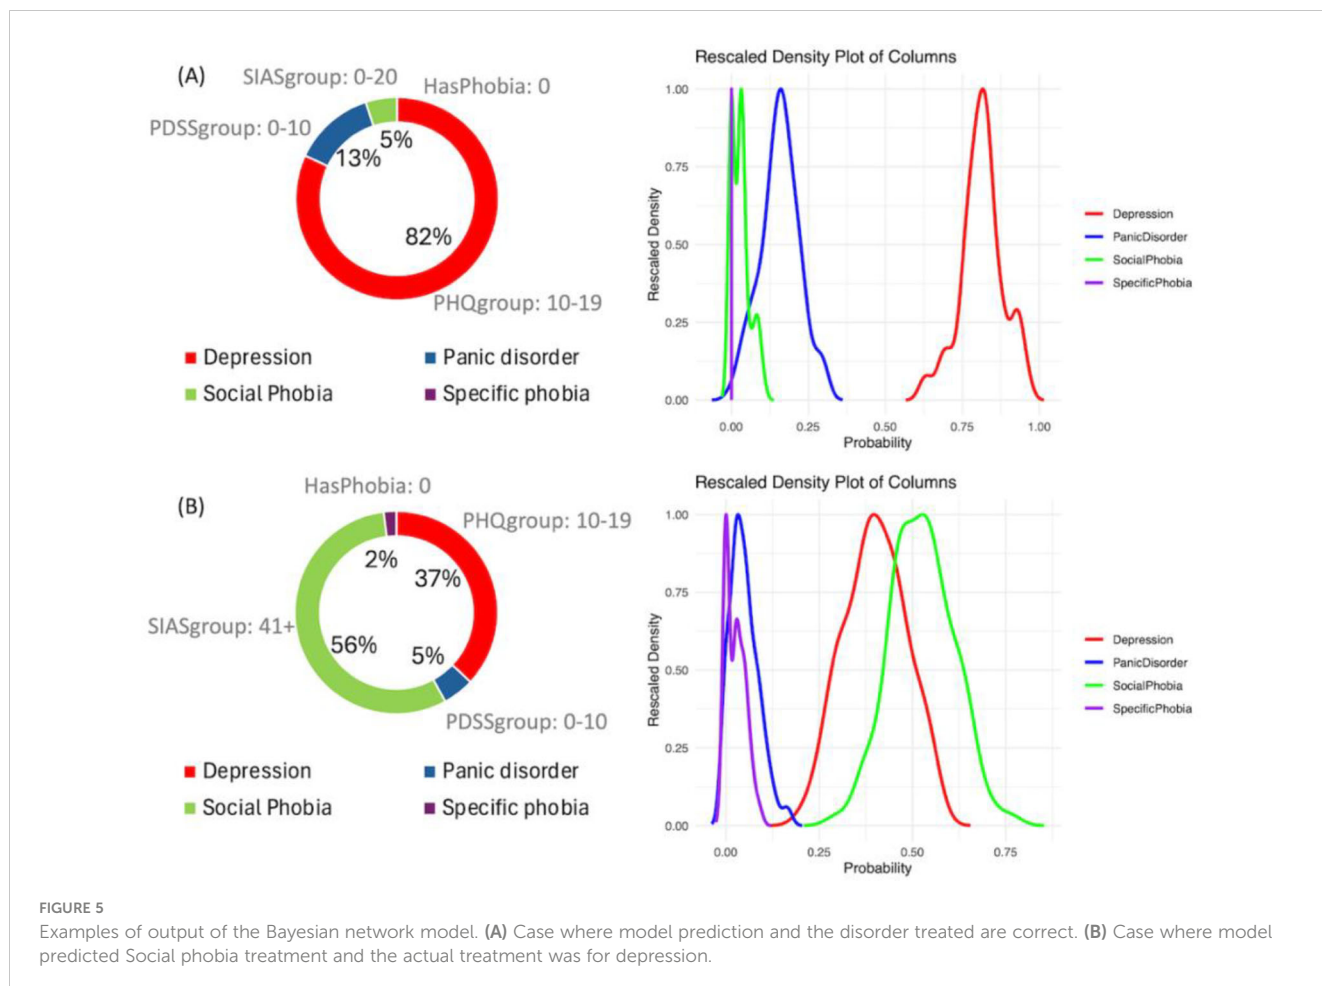 (A)
SIASgroup: 0-20
HasPhobia: 0
PDSSgroup: 0-10
5%
13%
82%
PHQgroup: 10-19
Depression
Panic disorder
Social Phobia
Specific phobia
Rescaled Density Plot of Columns
Rescaled Density
1.00
0.75
0.50
0.25
0.00
0.00 0.25 0.50 0.75 1.00
Probability
Depression
PanicDisorder
SocialPhobia
SpecificPhobia
(B)
HasPhobia: 0
PHQgroup: 10-19
2%
37%
SIASgroup: 41+
56%
5%
PDSSgroup: 0-10
Depression
Panic disorder
Social Phobia
Specific phobia
Rescaled Density Plot of Columns
Rescaled Density
1.00
0.75
0.50
0.25
0.00
0.00 0.25 0.50 0.75
Probability
Depression
PanicDisorder
SocialPhobia
SpecificPhobia
FIGURE 5
Examples of output of the Bayesian network model. (A) Case where model prediction and the disorder treated are correct. (B) Case where model
predicted Social phobia treatment and the actual treatment was for depression.